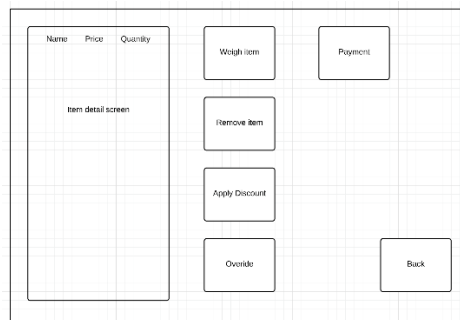 Name Price Quantity
Item detail screen
Weigh item
Remove item
Apply Discount
Overide
Payment
Back